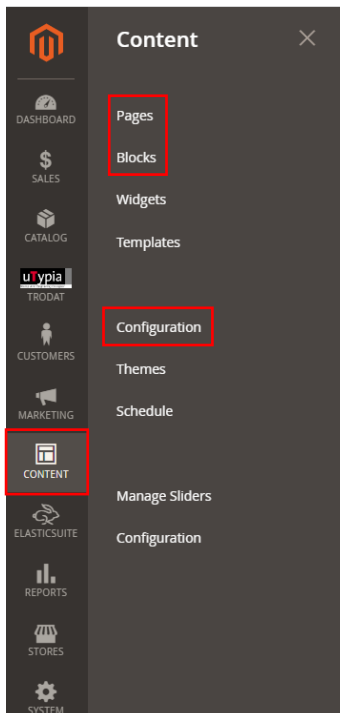 Content
DASHBOARD
SALES
CATALOG
uTypia
TRODAT
CUSTOMERS
MARKETING
CONTENT
ELASTICSUITE
REPORTS
STORES
SYSTEM
Pages
Blocks
Widgets
Templates
Configuration
Themes
Schedule
Manage Sliders
Configuration